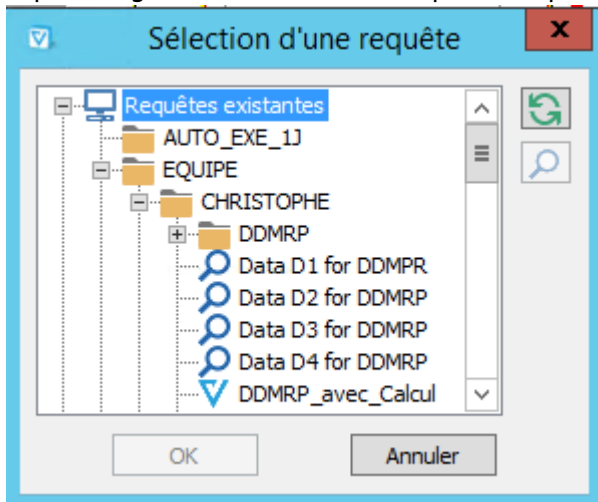 Sélection d'une requête
Requêtes existantes
AUTO_EXE_1J
EQUIPE
CHRISTOPHE
DDMRP
Data D1 for DDMPR
Data D2 for DDMRP
Data D3 for DDMRP
Data D4 for DDMRP
DDMRP_avec_Calcul
OK Annuler